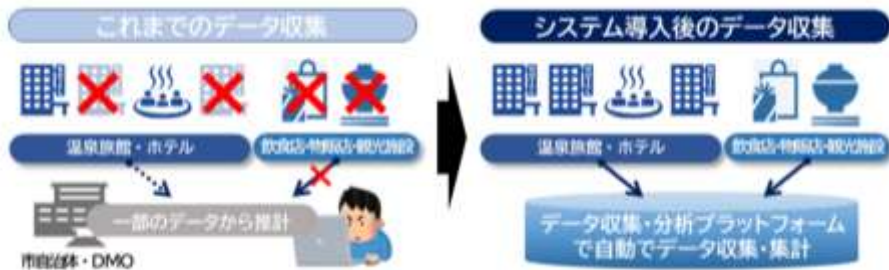 これまでのデータ収集
温泉旅館・ホテル
飲食店・物販店・観光施設
一部のデータから推計
市自治体・DMO
システム導入後のデータ収集
温泉旅館・ホテル
飲食店・物販店・観光施設
データ収集・分析プラットフォーム
で自動でデータ収集・集計